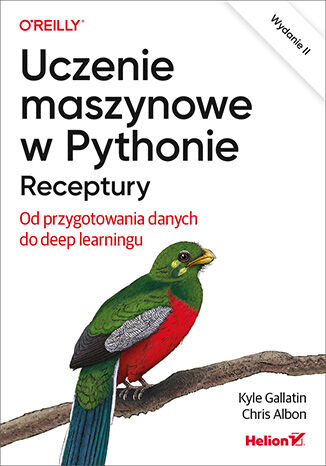 O'REILLY®
Wydanie II
Uczenie
maszynowe
w Pythonie
Receptury
Od przygotowania danych
do deep learningu
Kyle Gallatin
Chris Albon
Helion